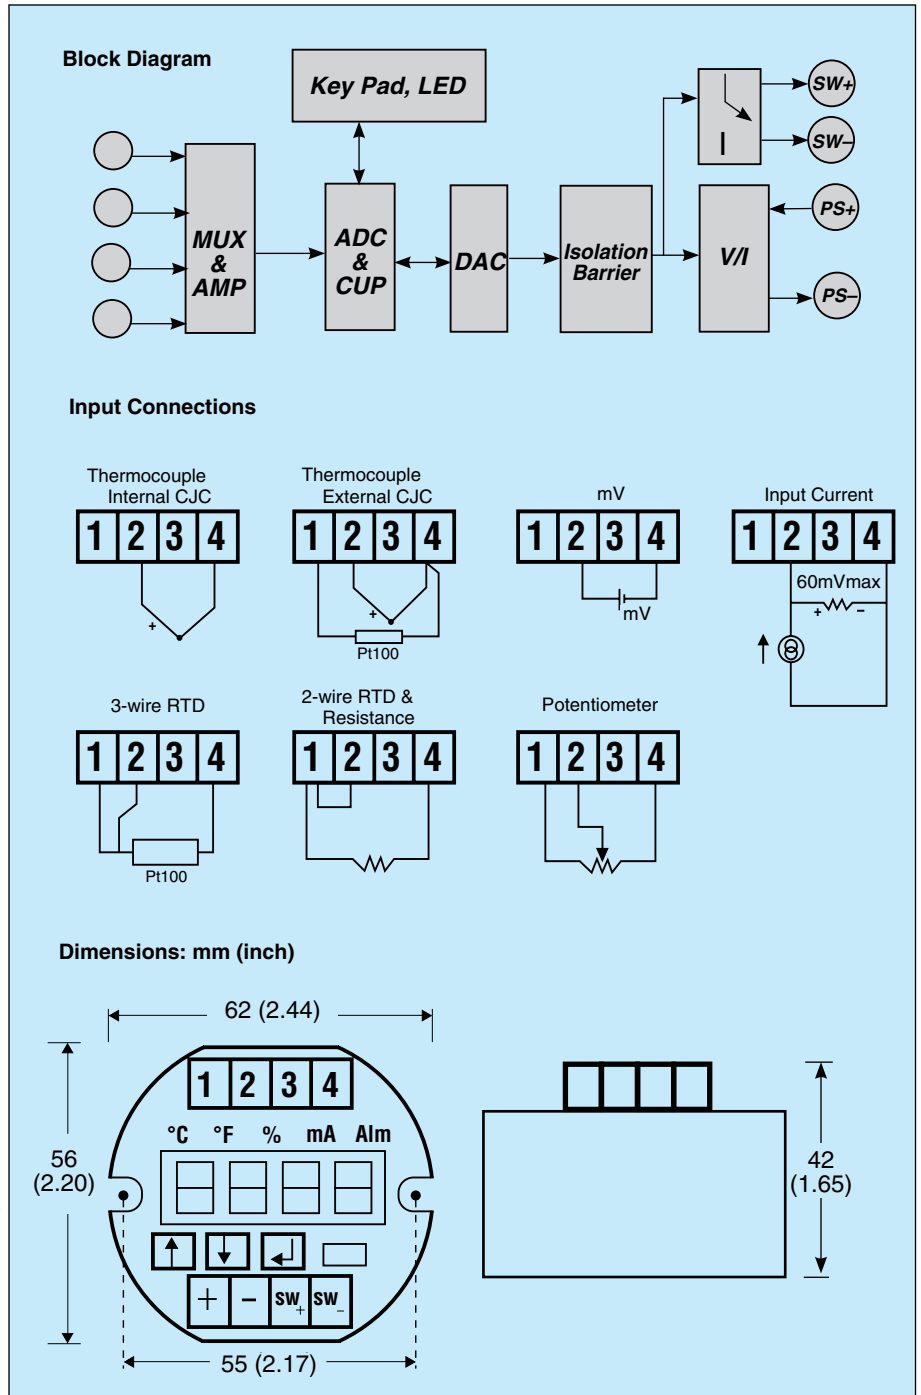 Block Diagram
Key Pad, LED
SW+
SW–
MUX
&
AMP
ADC
&
CUP
DAC
Isolation
Barrier
V/I
PS+
PS–
Input Connections
Thermocouple
Internal CJC
1 2 3 4
+
Thermocouple
External CJC
1 2 3 4
+
Pt100
mV
1 2 3 4
mV
Input Current
1 2 3 4
60mVmax
+ –
3-wire RTD
1 2 3 4
Pt100
2-wire RTD &
Resistance
1 2 3 4
Potentiometer
1 2 3 4
Dimensions: mm (inch)
62 (2.44)
1 2 3 4
°C °F % mA Alm
56
(2.20)
+ – SW+ SW–
55 (2.17)
42
(1.65)